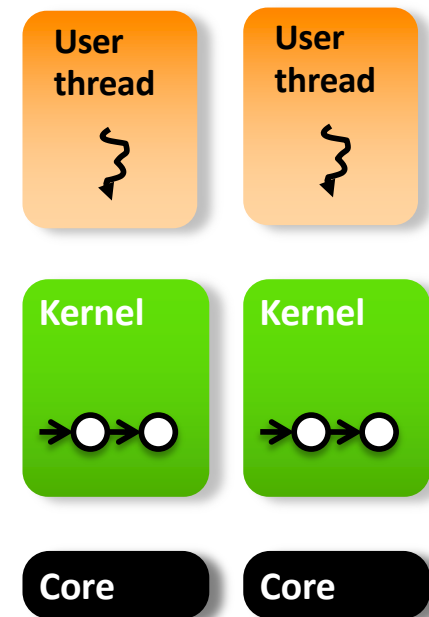 User
thread
User
thread
Kernel
Kernel
Core
Core